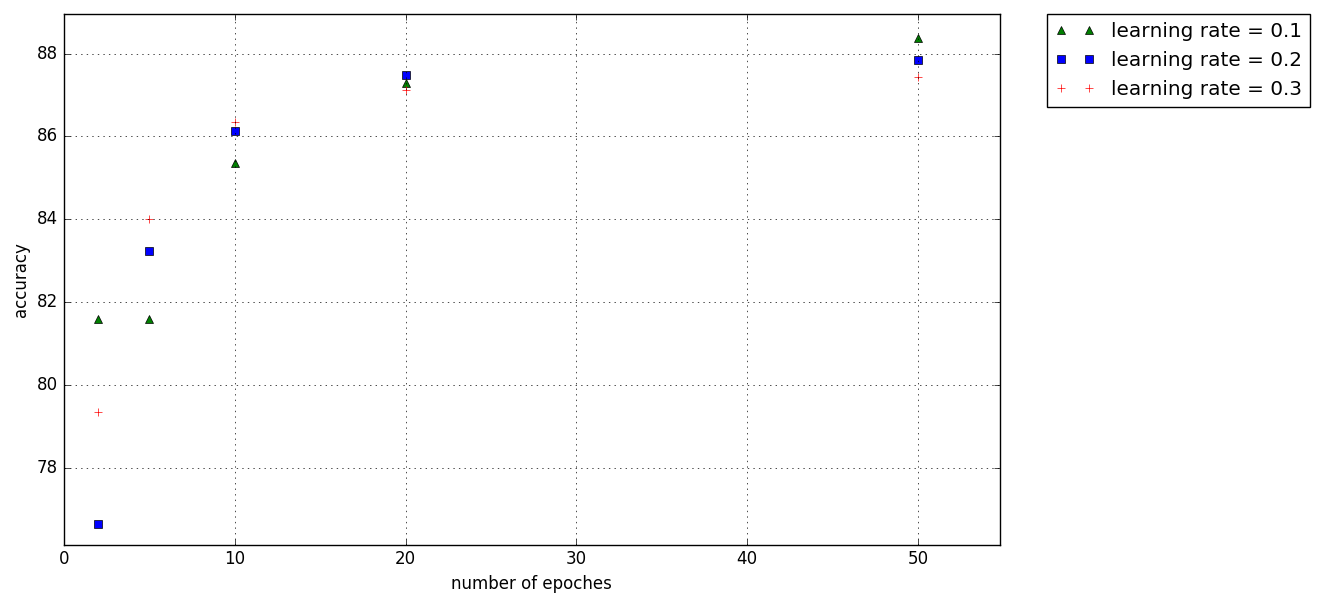 88
86
84
82
80
78
accuracy
0 10 20 30 40 50
number of epoches
learning rate = 0.1
learning rate = 0.2
learning rate = 0.3